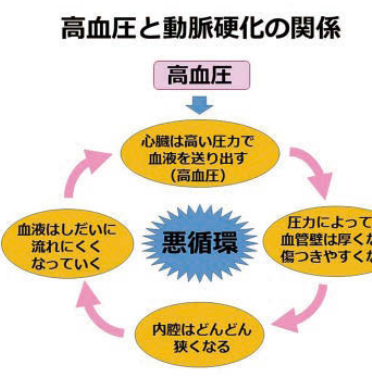 高血圧と動脈硬化の関係
高血圧
心臓は高い圧力で
血液を送り出す
(高血圧)
圧力によって
血管壁は厚くな
傷つきやすくな
内腔はどんどん
狭くなる
血液はしだいに
流れにくく
なっていく
悪循環